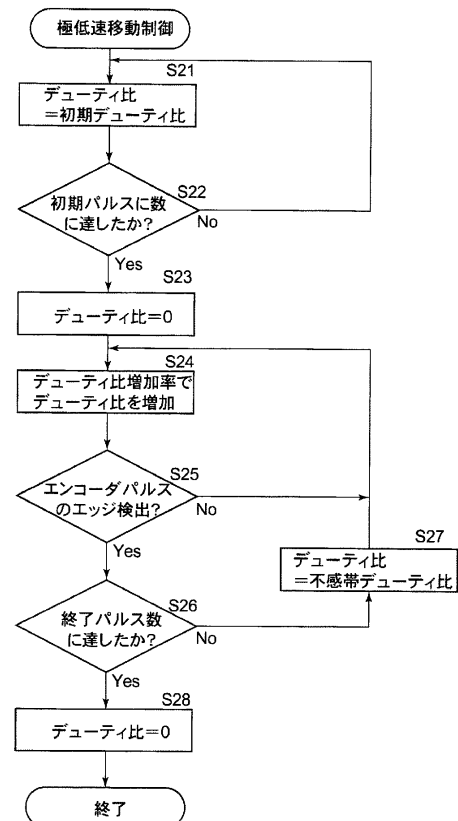 極低速移動制御
S21
デューティ比
=初期デューティ比
S22
初期パルスに数
に達したか?
No
Yes
S23
デューティ比=0
S24
デューティ比増加率で
デューティ比を増加
S25
エンコーダパルス
のエッジ検出?
No
Yes
S27
デューティ比
=不感帯デューティ比
S26
終了パルス数
に達したか?
No
Yes
S28
デューティ比=0
終了